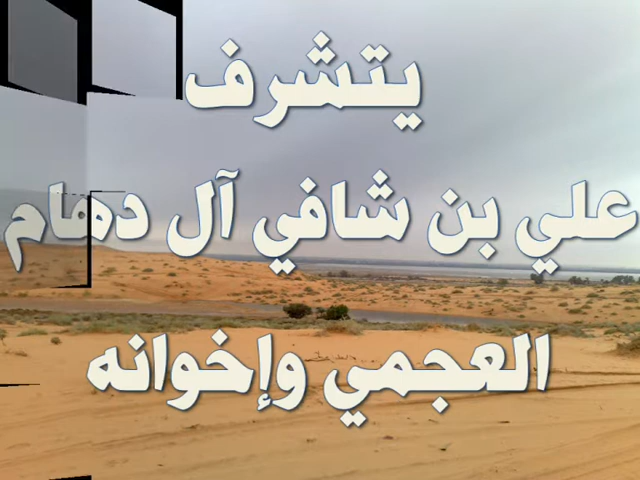 يتشرف
علي بن شافي آل دهام
العجمي وإخوانه